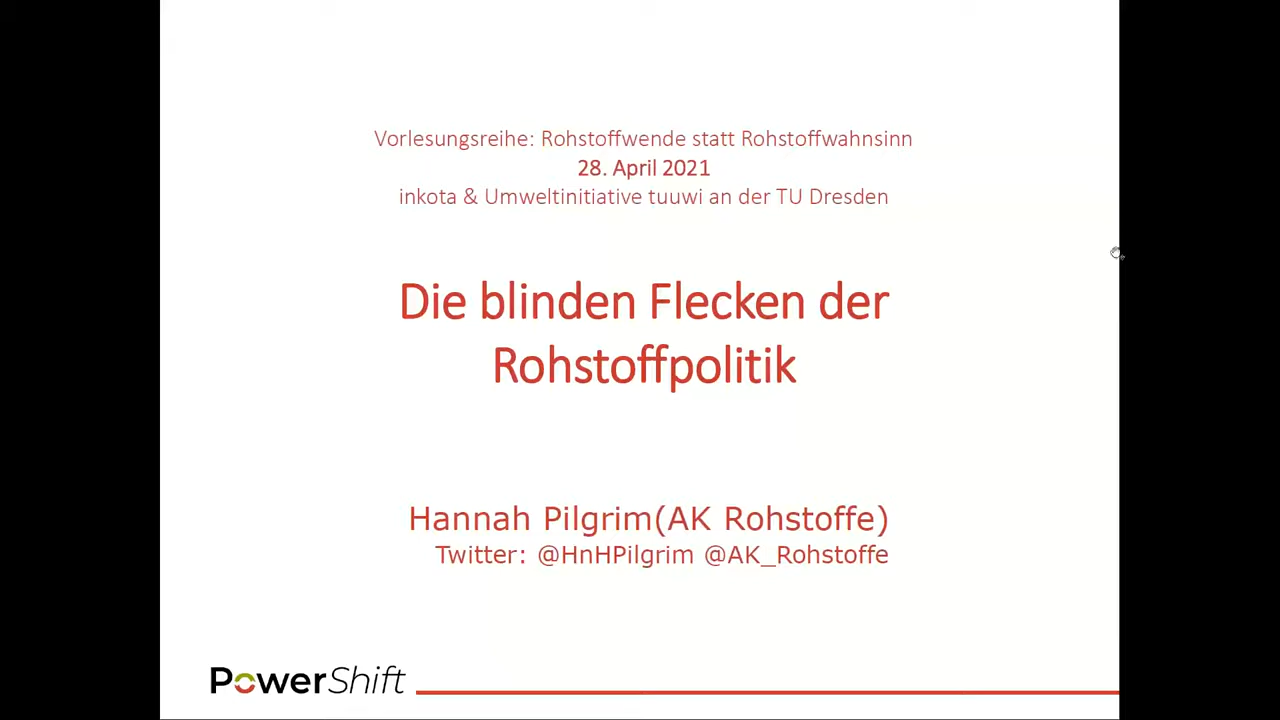 Vorlesungsreihe: Rohstoffwende statt Rohstoffwahnsinn
28. April 2021
inkota & Umweltinitiative tuuwi an der TU Dresden
Die blinden Flecken der
Rohstoffpolitik
Hannah Pilgrim(AK Rohstoffe)
Twitter: @HnHPilgrim @AK_Rohstoffe
PowerShift